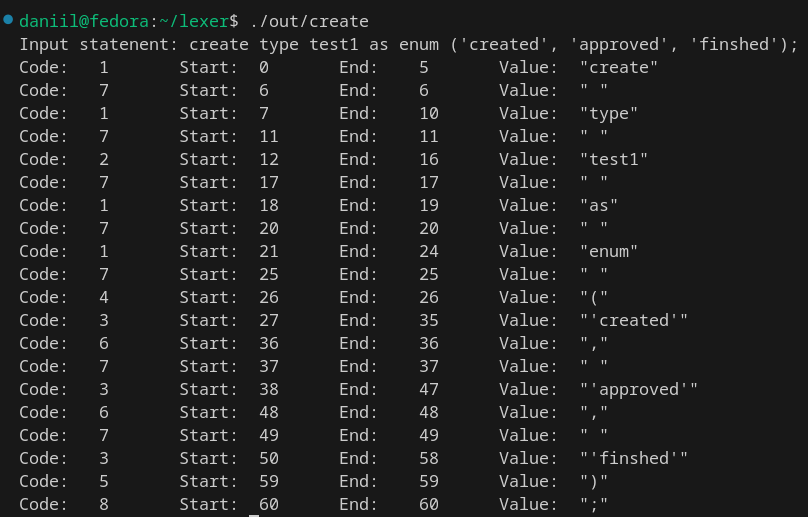 daniil@fedora:~/lexer$ ./out/create
Input statenent: create type test1 as enum ('created', 'approved', 'finshed');
Code: 1 Start: 0 End: 5 Value: "create"
Code: 7 Start: 6 End: 6 Value: " "
Code: 1 Start: 7 End: 10 Value: "type"
Code: 7 Start: 11 End: 11 Value: " "
Code: 2 Start: 12 End: 16 Value: "test1"
Code: 7 Start: 17 End: 17 Value: " "
Code: 1 Start: 18 End: 19 Value: "as"
Code: 7 Start: 20 End: 20 Value: " "
Code: 1 Start: 21 End: 24 Value: "enum"
Code: 7 Start: 25 End: 25 Value: " "
Code: 4 Start: 26 End: 26 Value: "("
Code: 3 Start: 27 End: 35 Value: "'created'"
Code: 6 Start: 36 End: 36 Value: ","
Code: 7 Start: 37 End: 37 Value: " "
Code: 3 Start: 38 End: 47 Value: "'approved'"
Code: 6 Start: 48 End: 48 Value: ","
Code: 7 Start: 49 End: 49 Value: " "
Code: 3 Start: 50 End: 58 Value: "'finshed'"
Code: 5 Start: 59 End: 59 Value: ")"
Code: 8 Start: 60 End: 60 Value: ";"